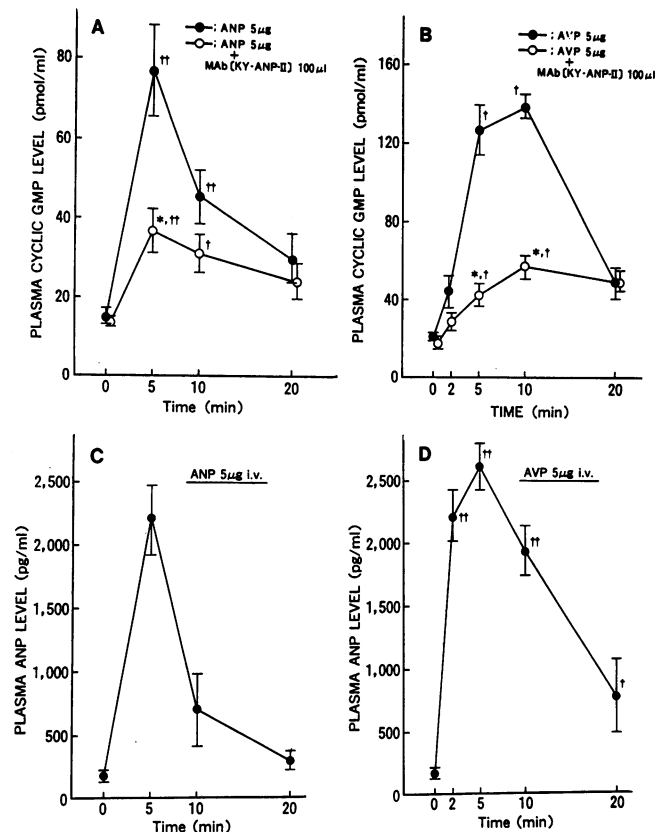 A
●; ANP 5μg
○; ANP 5μg
+
MAb[KY-ANP-II] 100μl
PLASMA CYCLIC GMP LEVEL (pmol/ml)
80
60
40
20
0
††
††
*,††
†
0 5 10 20
Time (min)
B
●; AVP 5μg
○; AVP 5μg
+
MAb[KY-ANP-II] 100μl
PLASMA CYCLIC GMP LEVEL (pmol/ml)
160
120
80
40
0
†
†
*,†
*,†
0 2 5 10 20
TIME (min)
C
ANP 5μg i.v.
PLASMA ANP LEVEL (pg/ml)
2,500
2,000
1,500
1,000
500
0
0 5 10 20
Time (min)
D
AVP 5μg i.v.
PLASMA ANP LEVEL (pg/ml)
2,500
2,000
1,500
1,000
500
0
††
††
††
†
0 2 5 10 20
Time (min)